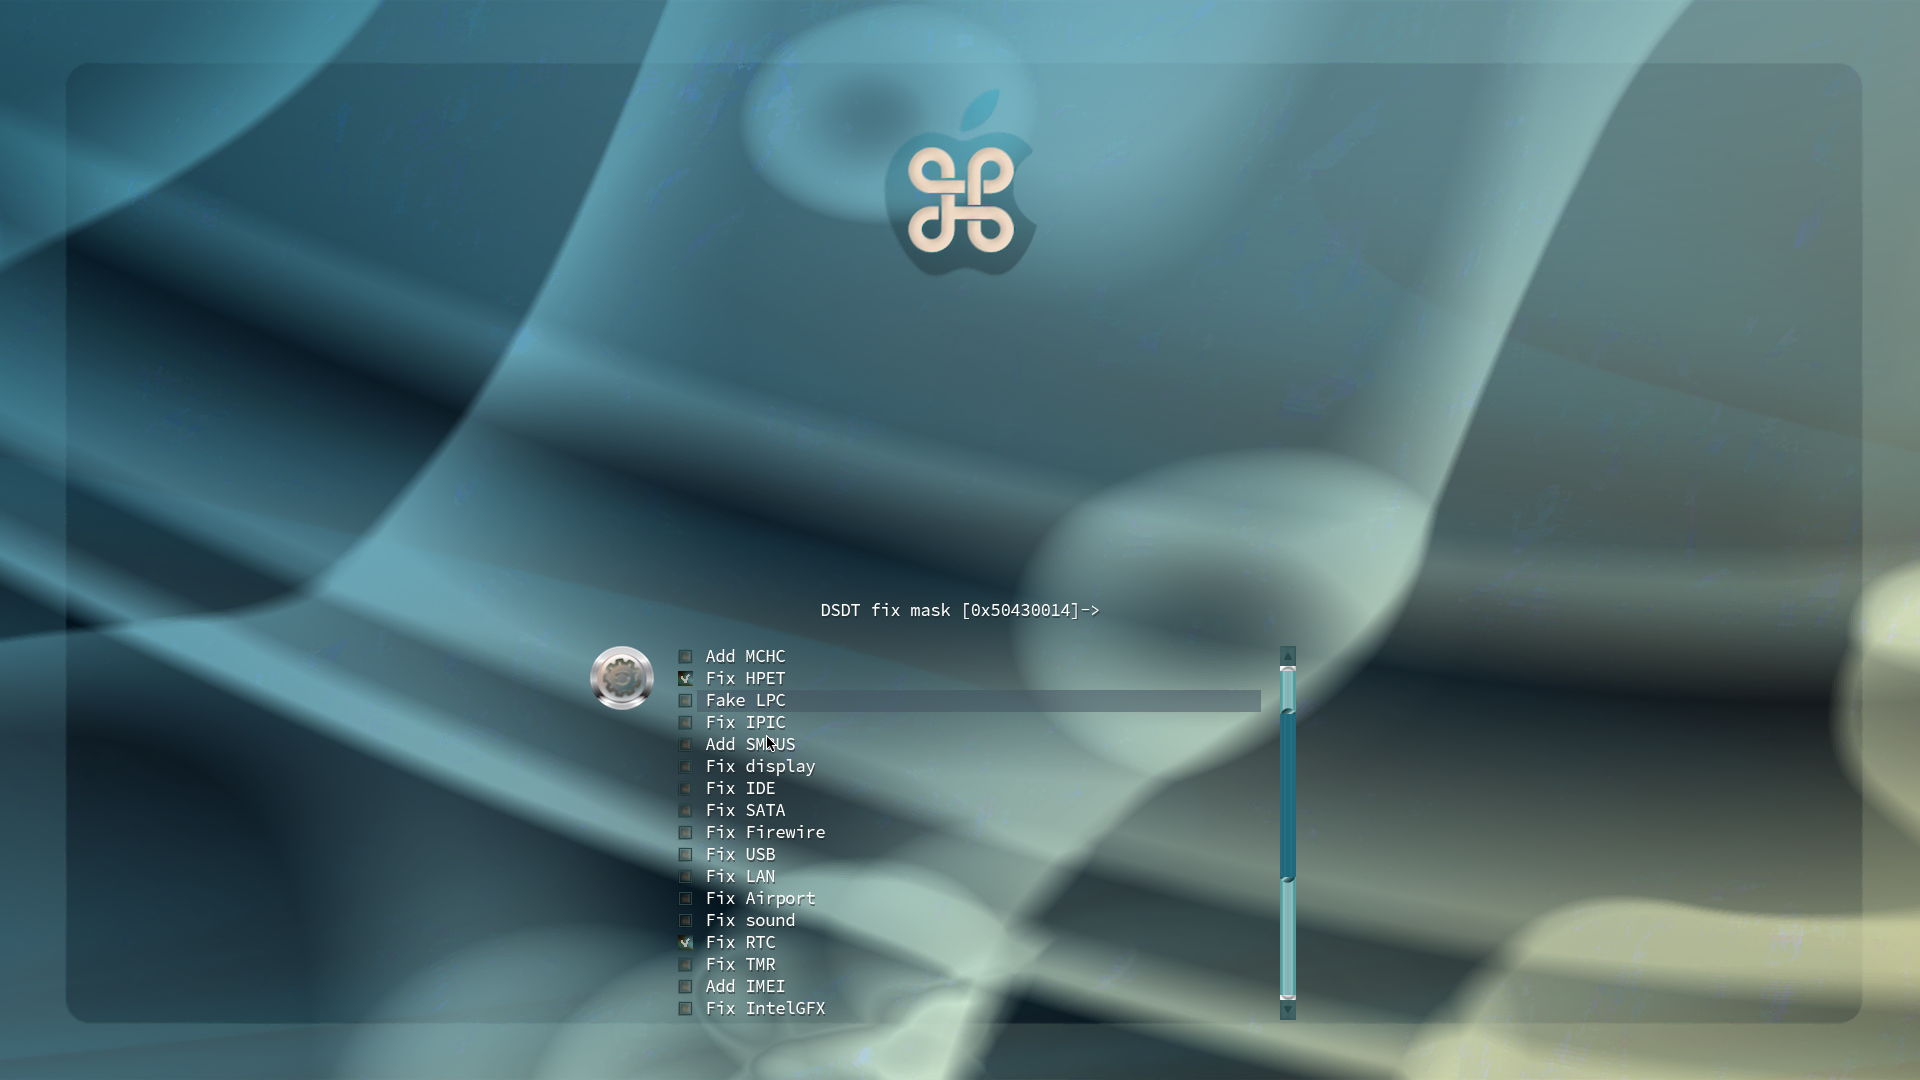 DSDT fix mask [0x50430014]->
Add MCHC
Fix HPET
Fake LPC
Fix IPIC
Add SMBUS
Fix display
Fix IDE
Fix SATA
Fix Firewire
Fix USB
Fix LAN
Fix Airport
Fix sound
Fix RTC
Fix TMR
Add IMEI
Fix IntelGFX